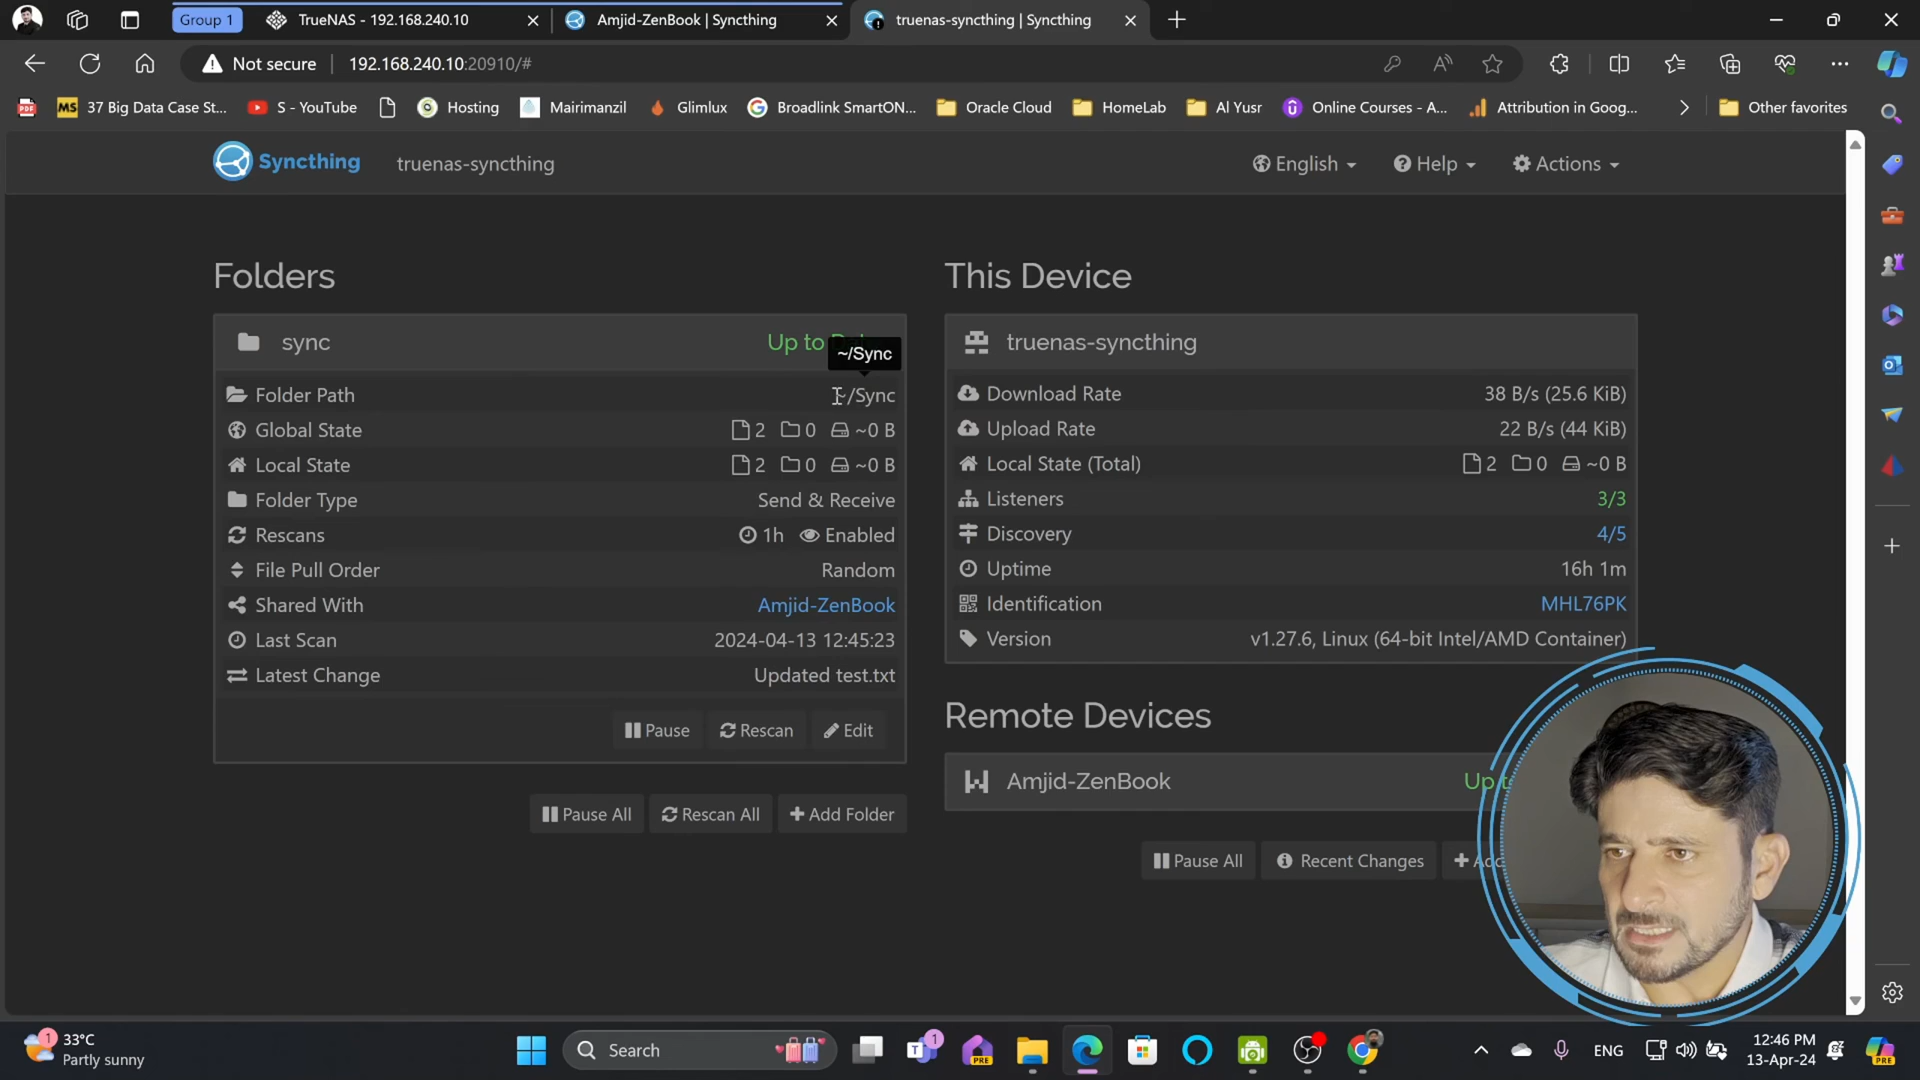 Group 1
TrueNAS - 192.168.240.10
Amjid-ZenBook | Syncthing
truenas-syncthing | Syncthing
Not secure
192.168.240.10:20910/#
37 Big Data Case St...
S - YouTube
Hosting
Mairimanzil
Glimlux
Broadlink SmartON...
Oracle Cloud
HomeLab
Al Yusr
Online Courses - A...
Attribution in Goog...
Other favorites
Syncthing
truenas-syncthing
English
Help
Actions
Folders
sync
Up to
~/Sync
Folder Path
~/Sync
Global State
2 0 ~0 B
Local State
2 0 ~0 B
Folder Type
Send & Receive
Rescans
1h Enabled
File Pull Order
Random
Shared With
Amjid-ZenBook
Last Scan
2024-04-13 12:45:23
Latest Change
Updated test.txt
Pause
Rescan
Edit
Pause All
Rescan All
Add Folder
This Device
truenas-syncthing
Download Rate
38 B/s (25.6 KiB)
Upload Rate
22 B/s (44 KiB)
Local State (Total)
2 0 ~0 B
Listeners
3/3
Discovery
4/5
Uptime
16h 1m
Identification
MHL76PK
Version
v1.27.6, Linux (64-bit Intel/AMD Container)
Remote Devices
Amjid-ZenBook
Up
Pause All
Recent Changes
33°C
Partly sunny
Search
ENG
12:46 PM
13-Apr-24